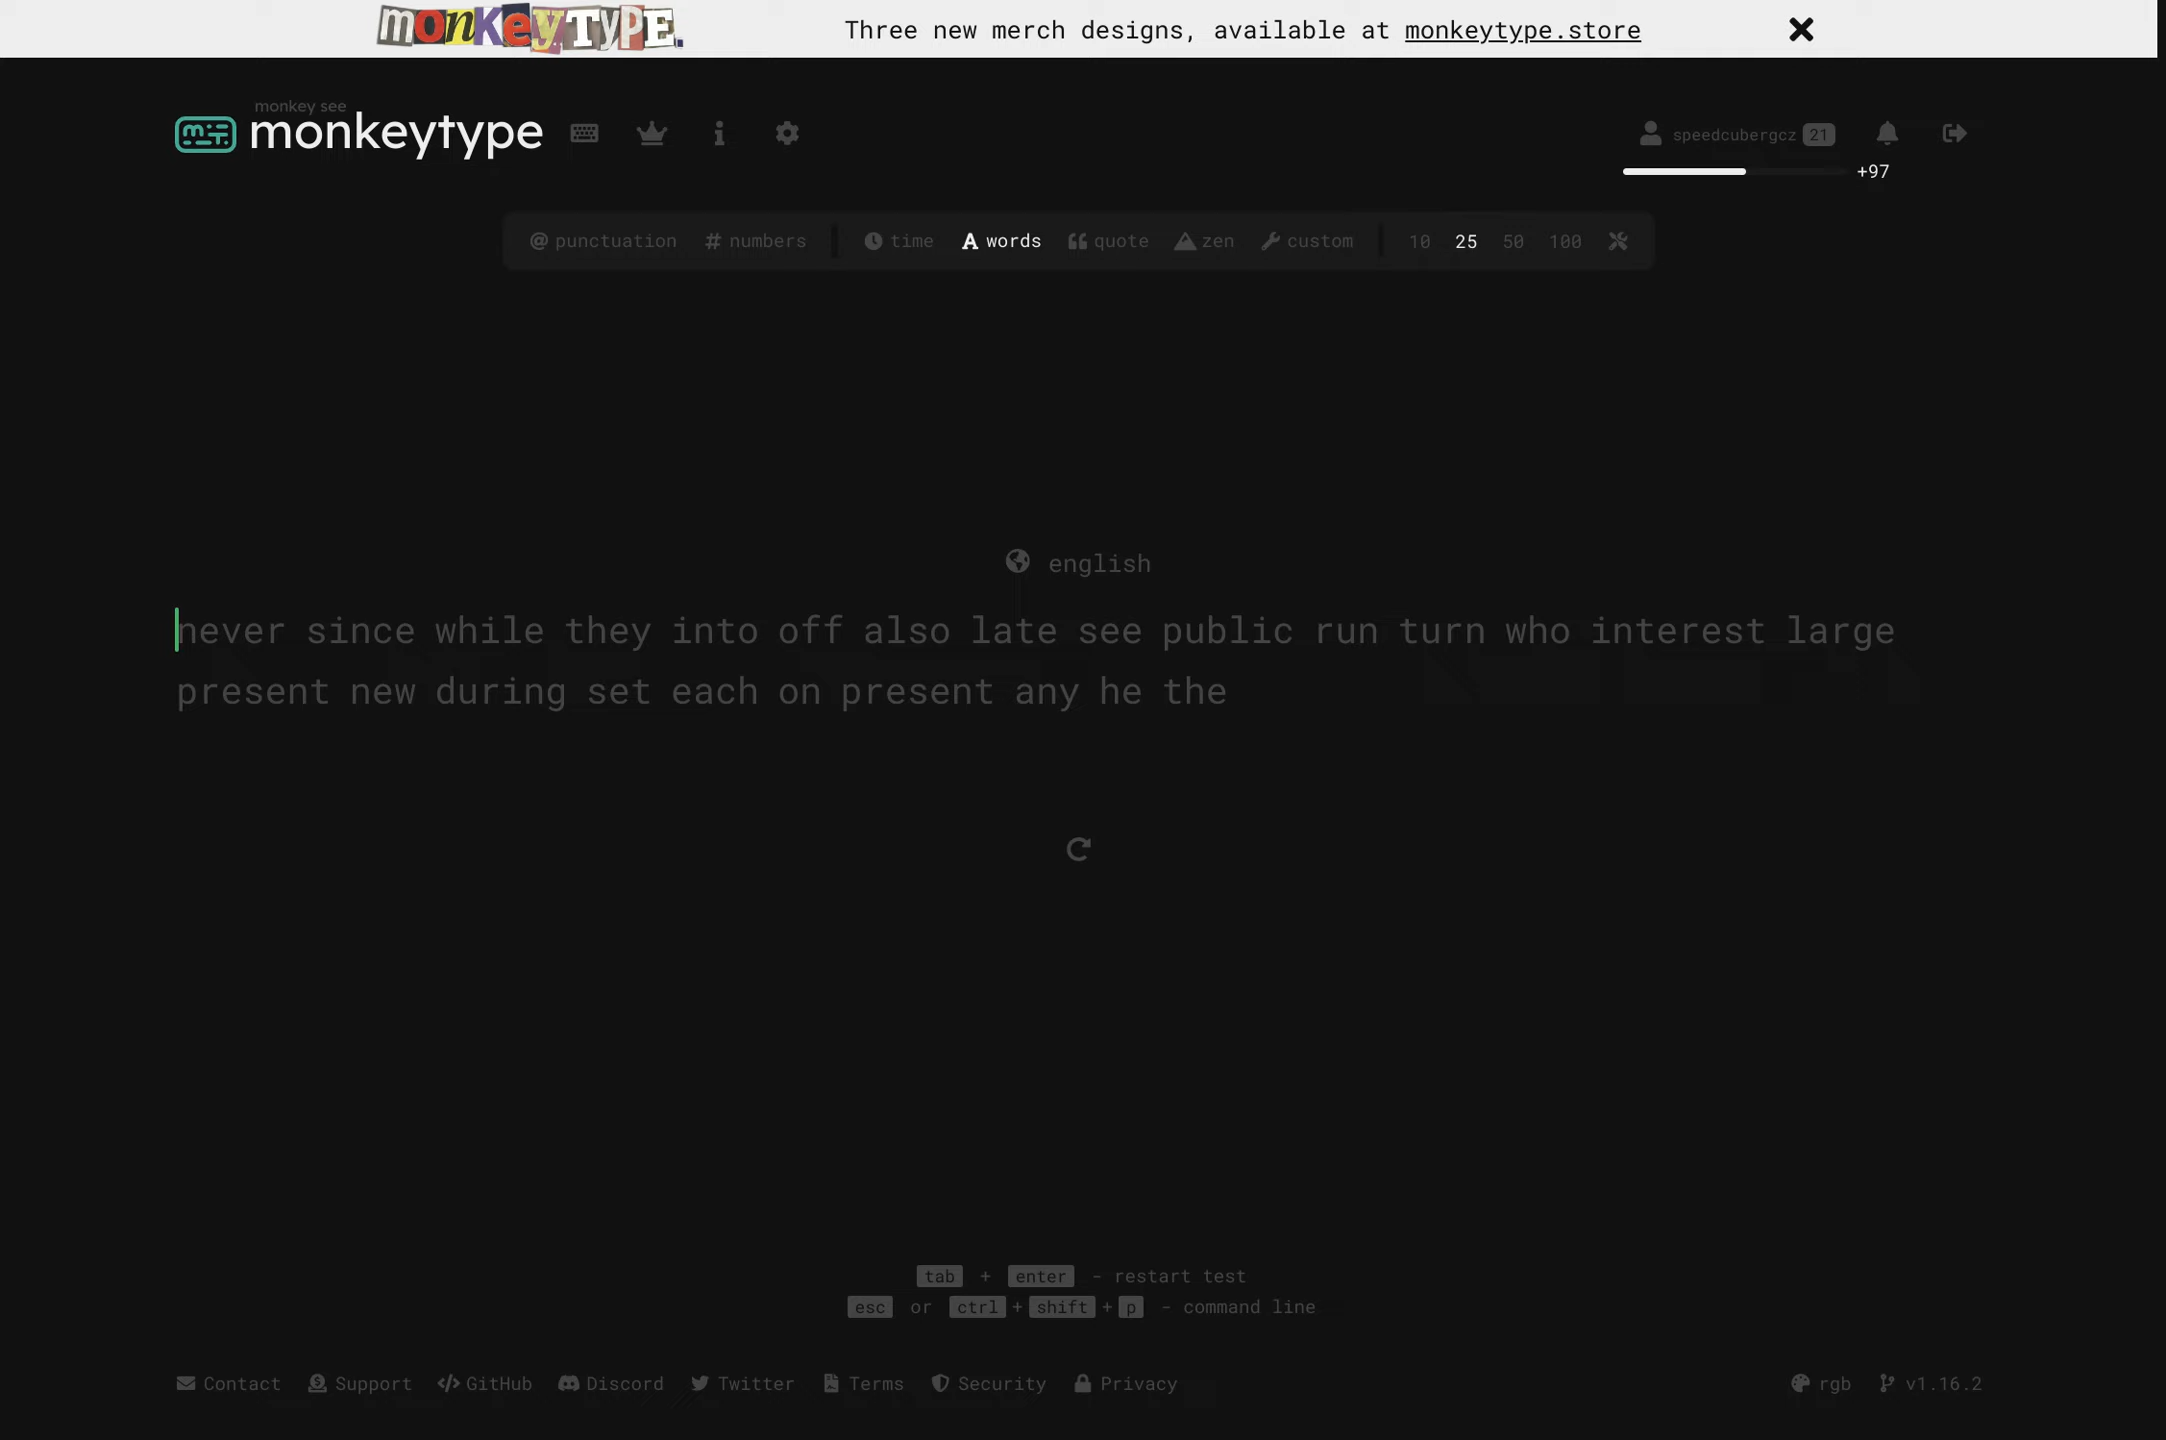 monkeytype.
Three new merch designs, available at monkeytype.store
monkey see
monkeytype
speedcubergcz 21
+97
@ punctuation # numbers time A words quote zen custom 10 25 50 100
english
never since while they into off also late see public run turn who interest large
present new during set each on present any he the
tab + enter - restart test
esc or ctrl + shift + p - command line
Contact Support GitHub Discord Twitter Terms Security Privacy rgb v1.16.2